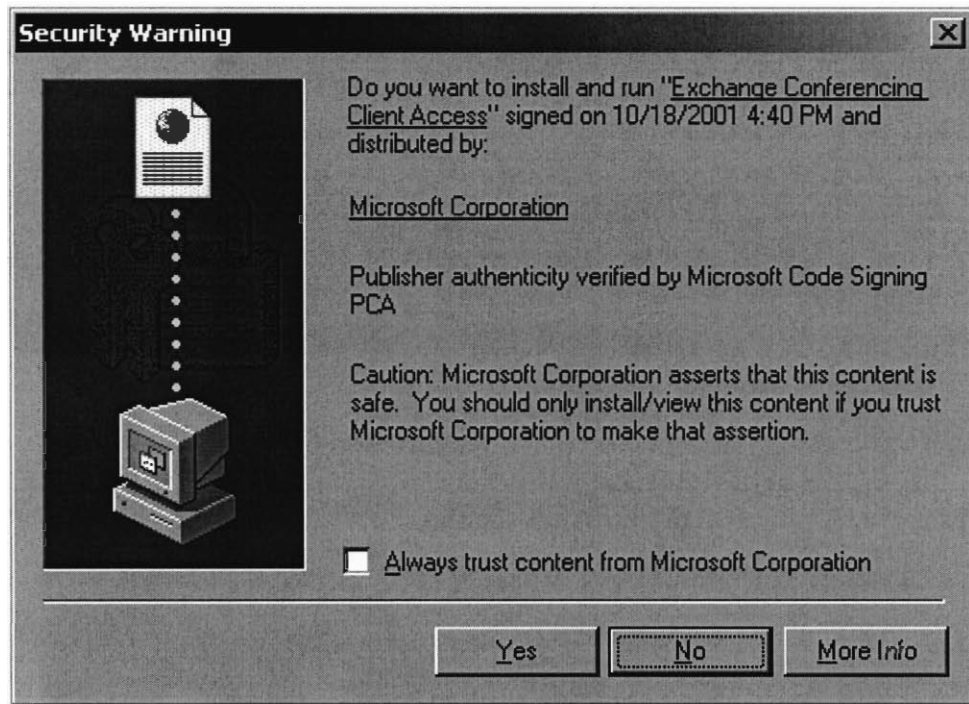 Security Warning
Do you want to install and run "Exchange Conferencing
Client Access" signed on 10/18/2001 4:40 PM and
distributed by:
Microsoft Corporation
Publisher authenticity verified by Microsoft Code Signing
PCA
Caution: Microsoft Corporation asserts that this content is
safe. You should only install/view this content if you trust
Microsoft Corporation to make that assertion.
Always trust content from Microsoft Corporation
Yes
No
More Info